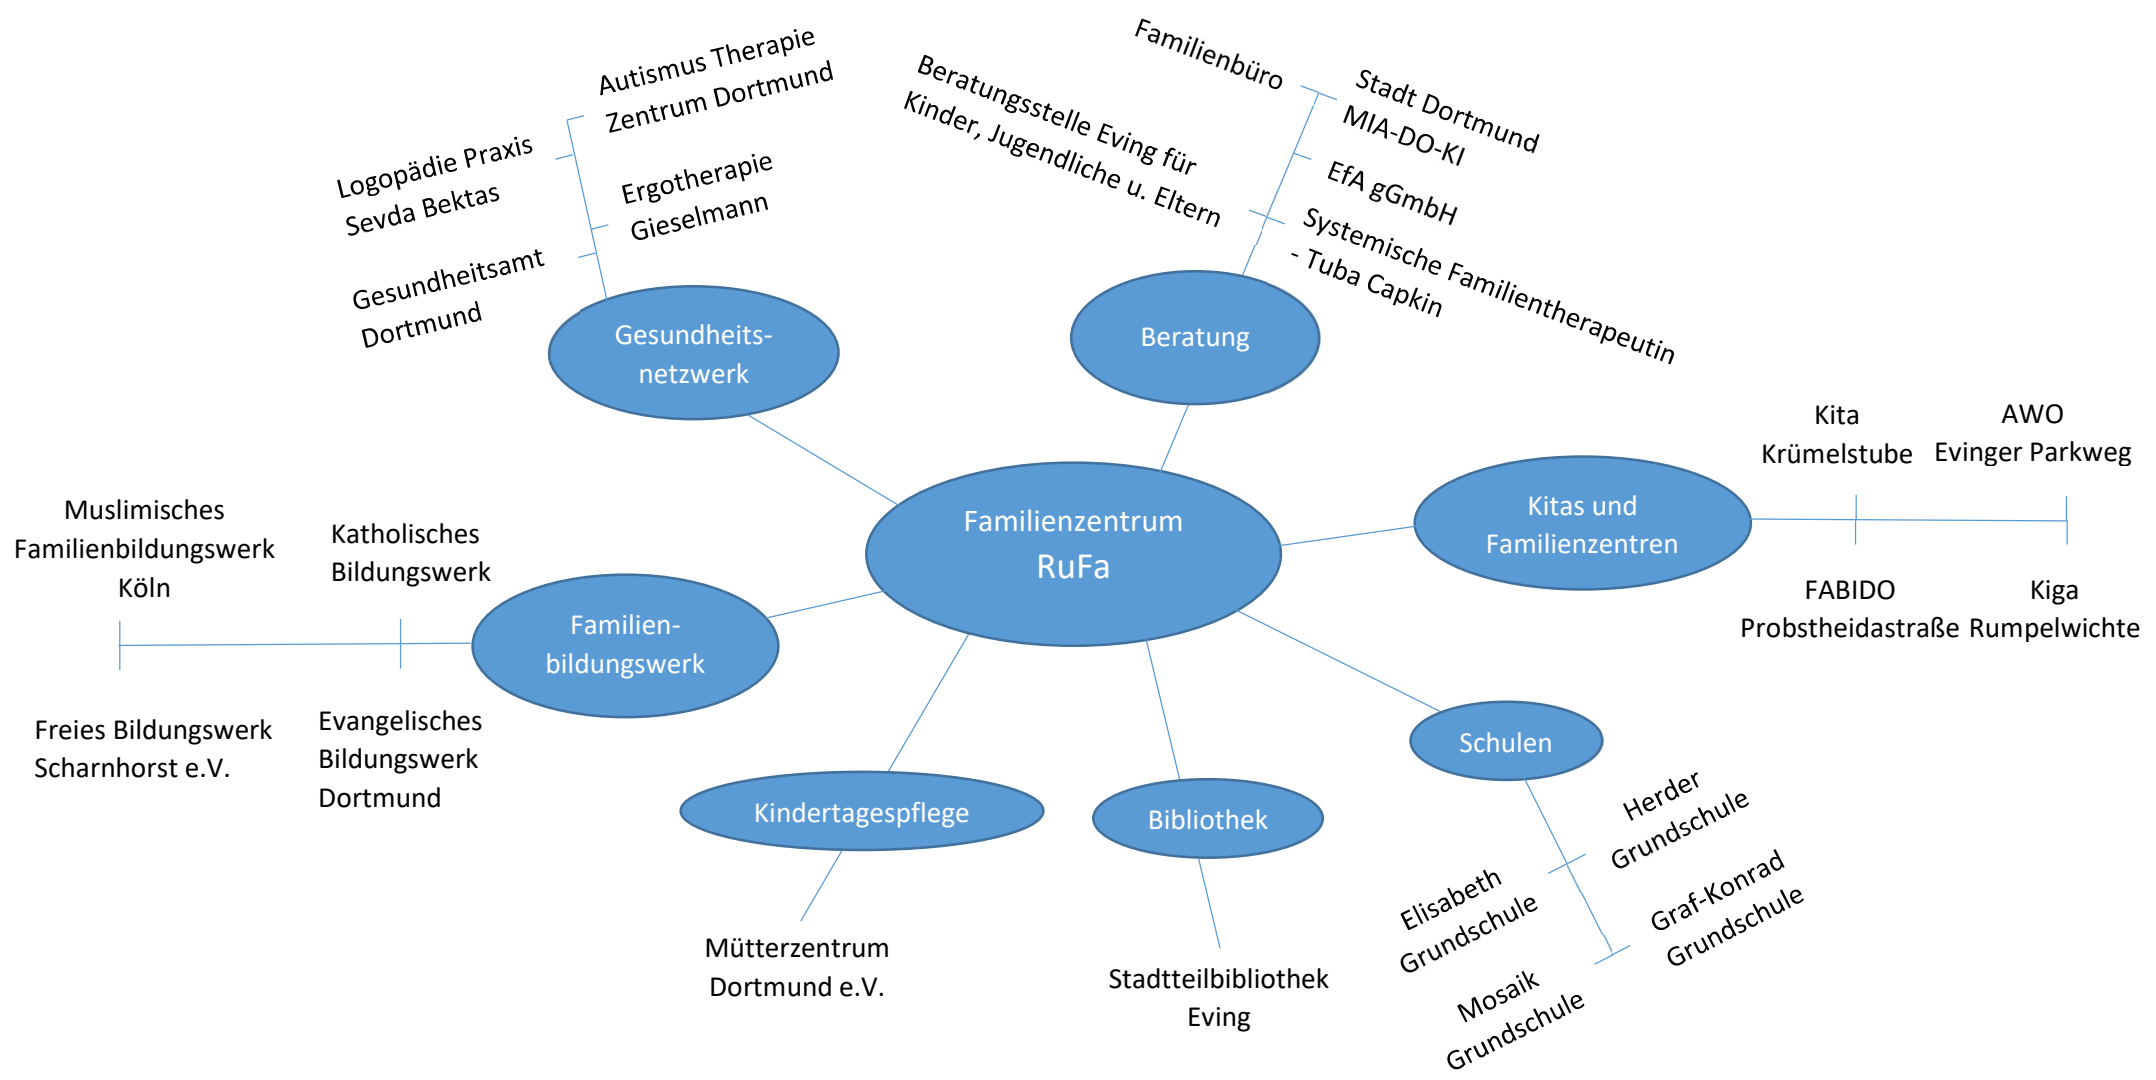 Autismus Therapie
Zentrum Dortmund
Logopädie Praxis
Sevda Bektas
Ergotherapie
Gieselmann
Gesundheitsamt
Dortmund
Gesundheits-
netzwerk
Familienbüro
Stadt Dortmund
MIA-DO-KI
Beratungsstelle Eving für
Kinder, Jugendliche u. Eltern
EfA gGmbH
Systemische Familientherapeutin
- Tuba Capkin
Beratung
Kita
Krümelstube
AWO
Evinger Parkweg
Kitas und
Familienzentren
FABIDO
Probstheidastraße
Kiga
Rumpelwichte
Familienzentrum
RuFa
Muslimisches
Familienbildungswerk
Köln
Katholisches
Bildungswerk
Familien-
bildungswerk
Freies Bildungswerk
Scharnhorst e.V.
Evangelisches
Bildungswerk
Dortmund
Kindertagespflege
Mütterzentrum
Dortmund e.V.
Bibliothek
Stadtteilbibliothek
Eving
Schulen
Herder
Grundschule
Elisabeth
Grundschule
Graf-Konrad
Grundschule
Mosaik
Grundschule